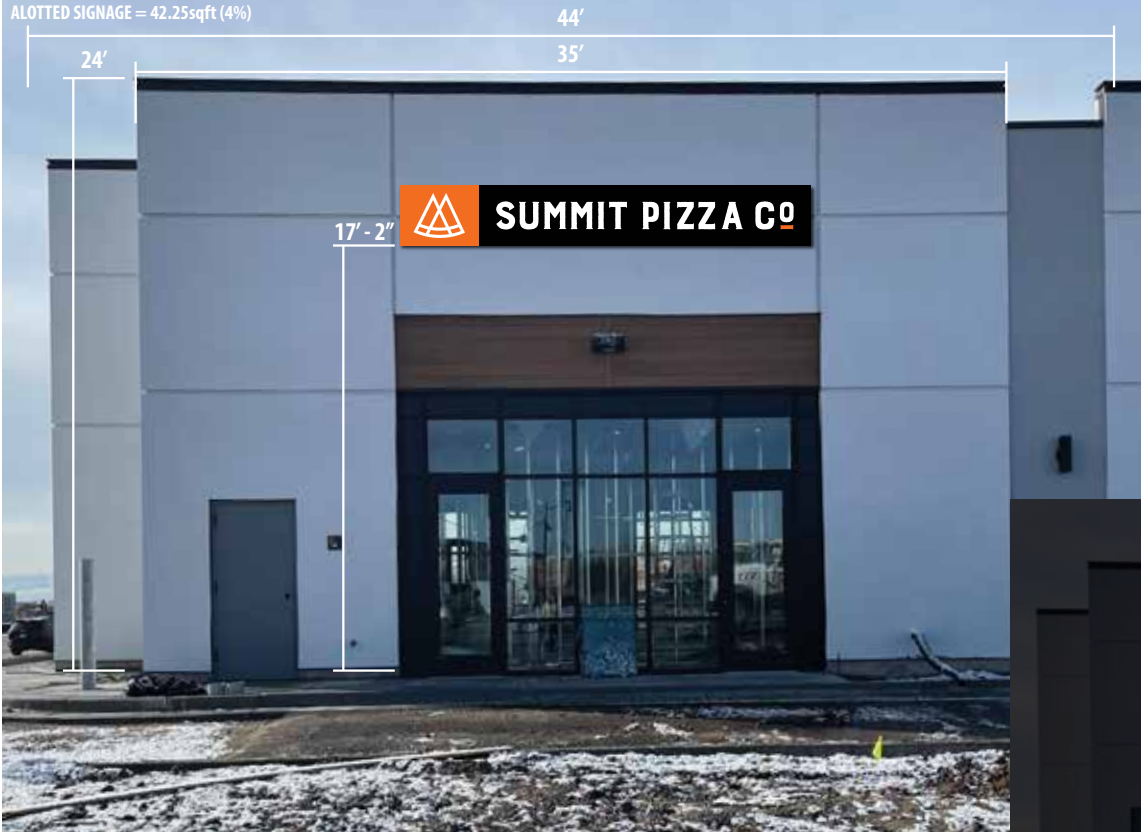 ALOTTED SIGNAGE = 42.25sqft (4%)
44’
35’
24’
17’ - 2”
SUMMIT PIZZA Cº